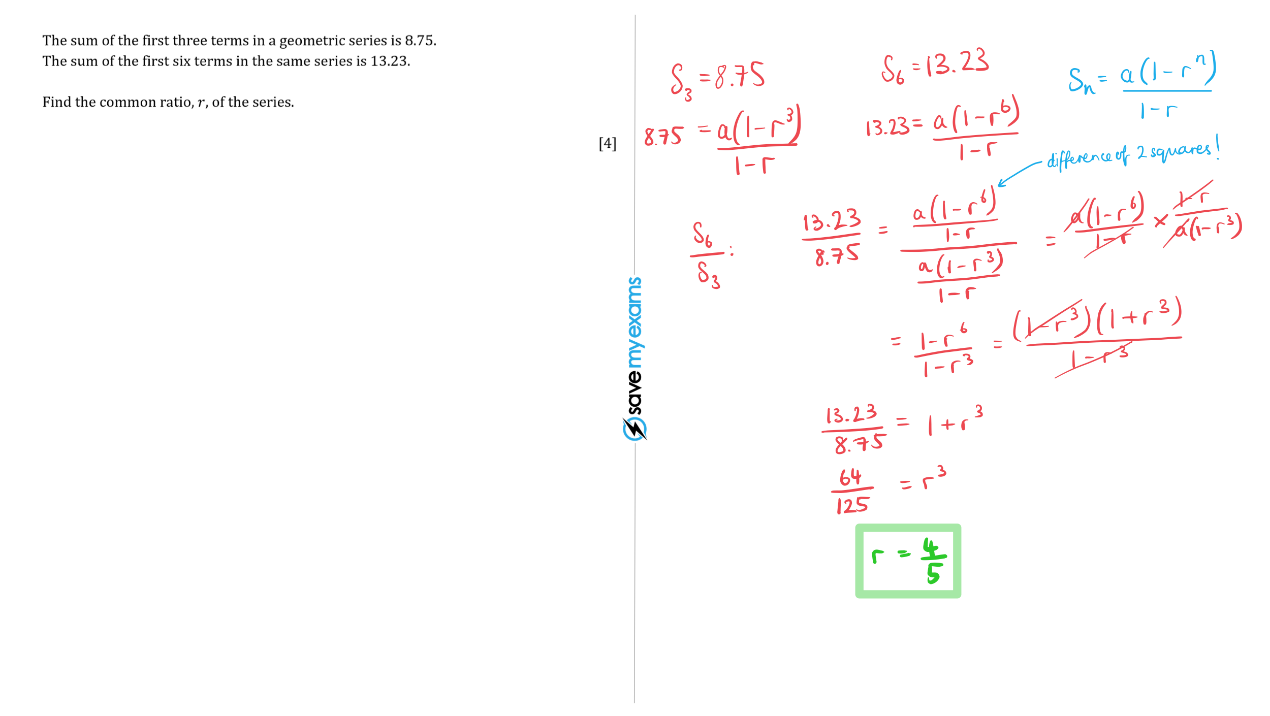 The sum of the first three terms in a geometric series is 8.75.
The sum of the first six terms in the same series is 13.23.
Find the common ratio, r, of the series.
[4]
savemyexams
S₃ = 8.75
S₆ = 13.23
Sₙ = a(1-rⁿ)/(1-r)
8.75 = a(1-r³)/(1-r)
13.23 = a(1-r⁶)/(1-r)
difference of 2 squares!
S₆/S₃: 13.23/8.75 = (a(1-r⁶)/(1-r))/(a(1-r³)/(1-r)) = a(1-r⁶)/(1-r) × (1-r)/(a(1-r³))
= (1-r⁶)/(1-r³) = (1-r³)(1+r³)/(1-r³)
13.23/8.75 = 1+r³
64/125 = r³
r = 4/5